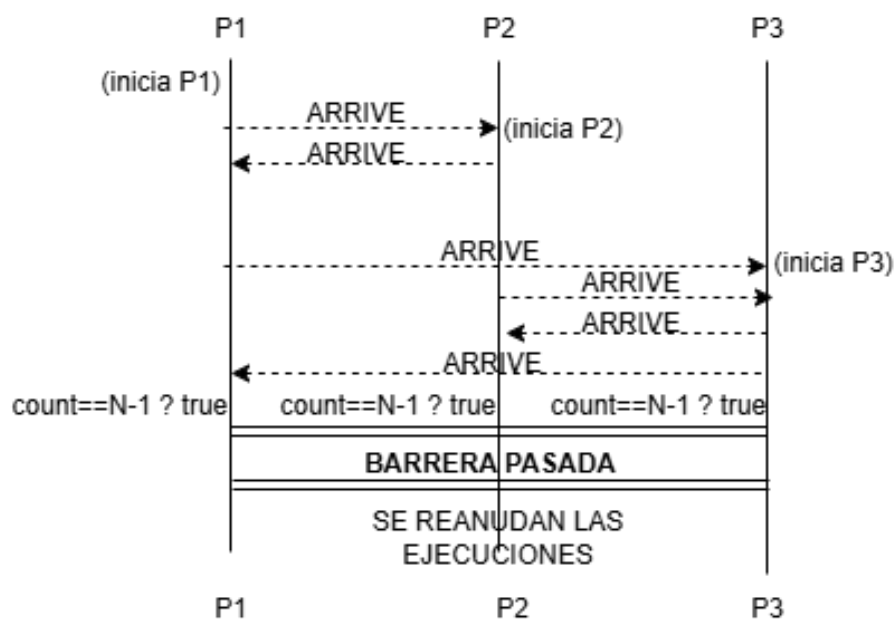 P1 P2 P3
(inicia P1)
ARRIVE
(inicia P2)
ARRIVE
ARRIVE
(inicia P3)
ARRIVE
ARRIVE
ARRIVE
count==N-1 ? true count==N-1 ? true count==N-1 ? true
BARRERA PASADA
SE REANUDAN LAS
EJECUCIONES
P1 P2 P3